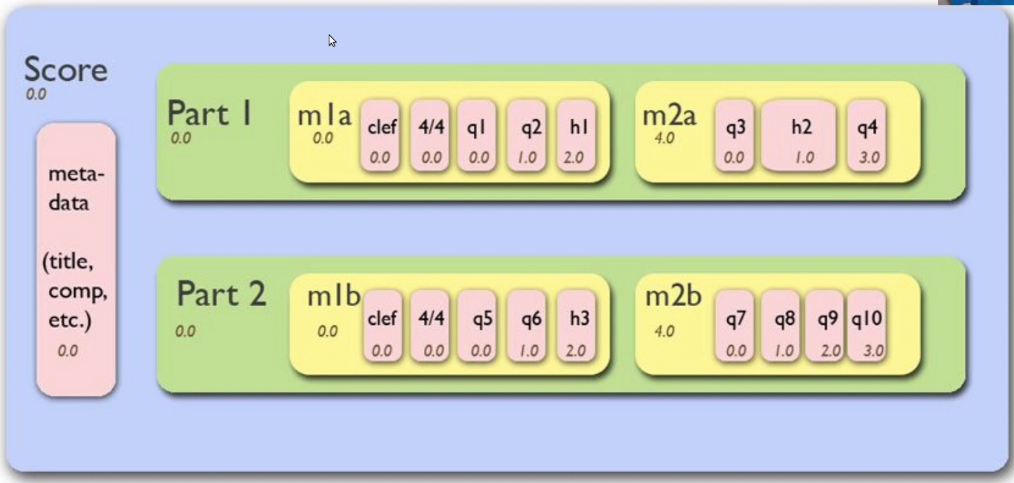 Score
0.0
meta-
data
(title,
comp,
etc.)
0.0
Part 1
0.0
m1a
0.0
clef
0.0
4/4
0.0
q1
0.0
q2
1.0
h1
2.0
m2a
4.0
q3
0.0
h2
1.0
q4
3.0
Part 2
0.0
m1b
0.0
clef
0.0
4/4
0.0
q5
0.0
q6
1.0
h3
2.0
m2b
4.0
q7
0.0
q8
1.0
q9
2.0
q10
3.0